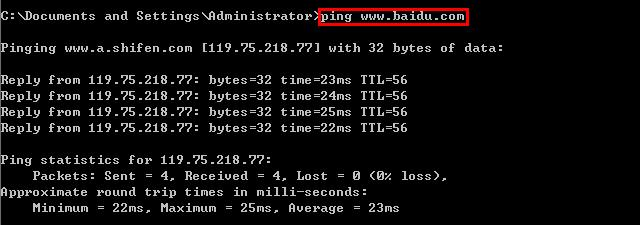 C:\Documents and Settings\Administrator>ping www.baidu.com
Pinging www.a.shifen.com [119.75.218.77] with 32 bytes of data:
Reply from 119.75.218.77: bytes=32 time=23ms TTL=56
Reply from 119.75.218.77: bytes=32 time=24ms TTL=56
Reply from 119.75.218.77: bytes=32 time=25ms TTL=56
Reply from 119.75.218.77: bytes=32 time=22ms TTL=56
Ping statistics for 119.75.218.77:
Packets: Sent = 4, Received = 4, Lost = 0 (0% loss),
Approximate round trip times in milli-seconds:
Minimum = 22ms, Maximum = 25ms, Average = 23ms